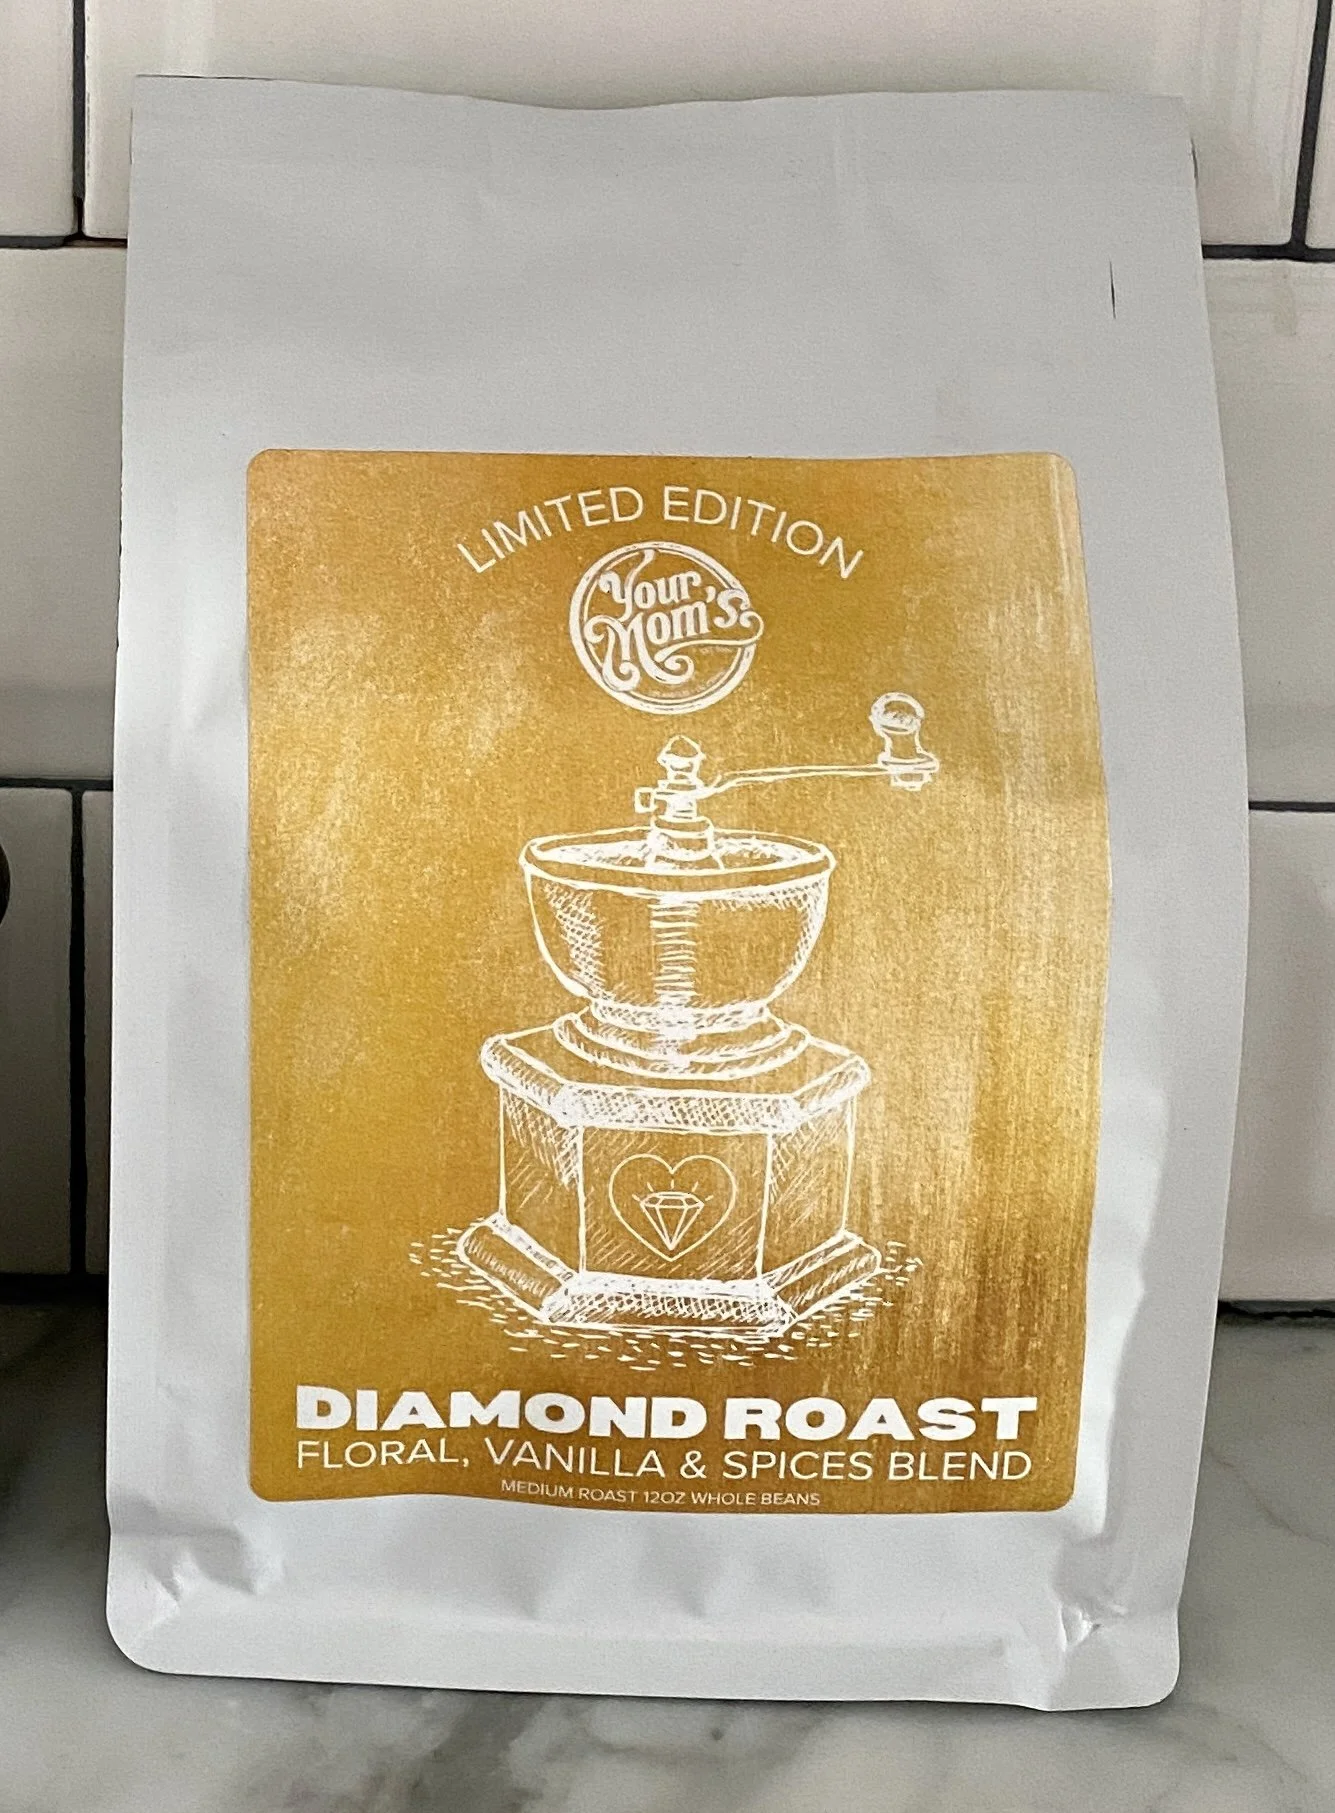 LIMITED EDITION
Your
Mom's
DIAMOND ROAST
FLORAL, VANILLA & SPICES BLEND
MEDIUM ROAST 12OZ WHOLE BEANS